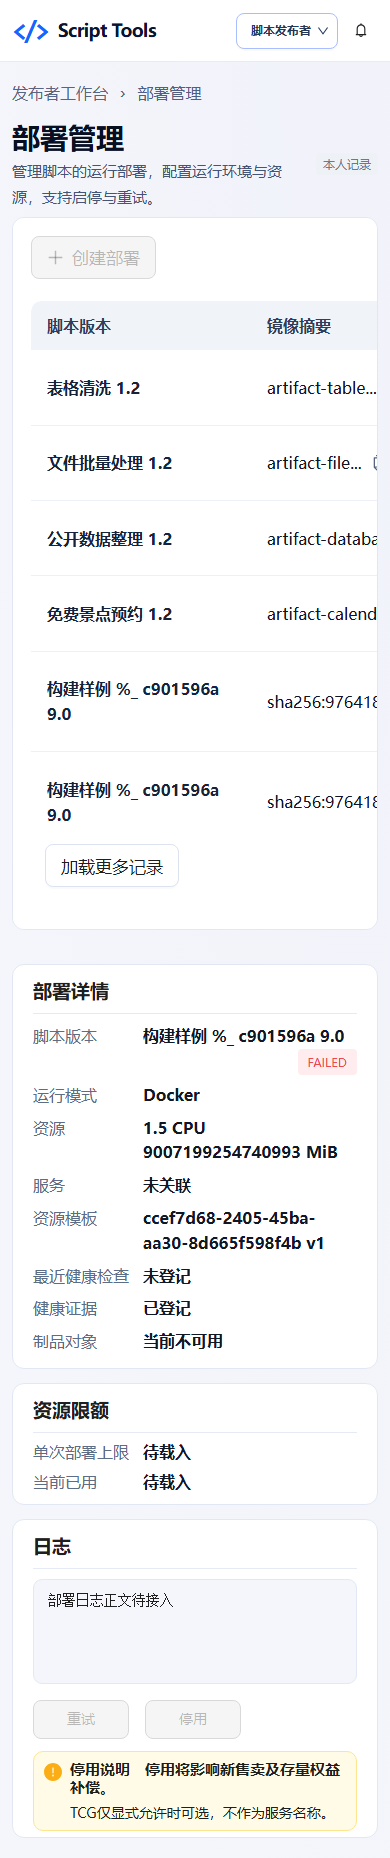 Script Tools
脚本发布者
发布者工作台 › 部署管理
部署管理
管理脚本的运行部署，配置运行环境与资
源，支持启停与重试。
本人记录
创建部署
脚本版本 镜像摘要
表格清洗 1.2 artifact-table...
文件批量处理 1.2 artifact-file...
公开数据整理 1.2 artifact-databa
免费景点预约 1.2 artifact-calend
构建样例 %_ c901596a
9.0
sha256:976418
构建样例 %_ c901596a
9.0
sha256:976418
加载更多记录
部署详情
脚本版本 构建样例 %_ c901596a 9.0
FAILED
运行模式 Docker
资源 1.5 CPU
9007199254740993 MiB
服务 未关联
资源模板 ccef7d68-2405-45ba-
aa30-8d665f598f4b v1
最近健康检查 未登记
健康证据 已登记
制品对象 当前不可用
资源限额
单次部署上限 待载入
当前已用 待载入
日志
部署日志正文待接入
重试 停用
停用说明 停用将影响新售卖及存量权益
补偿。
TCG仅显式允许时可选，不作为服务名称。